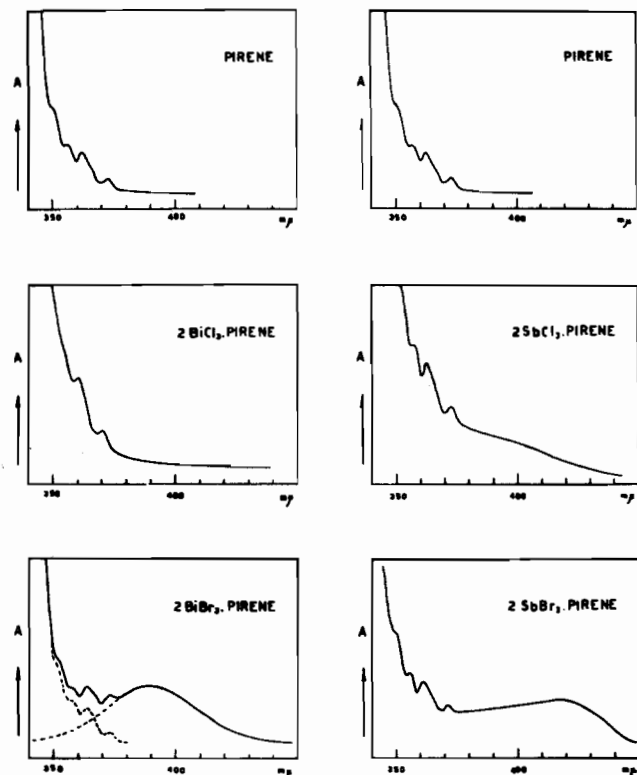 PIRENE
A
350
400
mμ
PIRENE
A
350
400
mμ
2 BiCl₃.PIRENE
A
350
400
mμ
2 SbCl₃.PIRENE
A
350
400
mμ
2 BiBr₃.PIRENE
A
350
400
mμ
2 SbBr₃.PIRENE
A
350
400
mμ